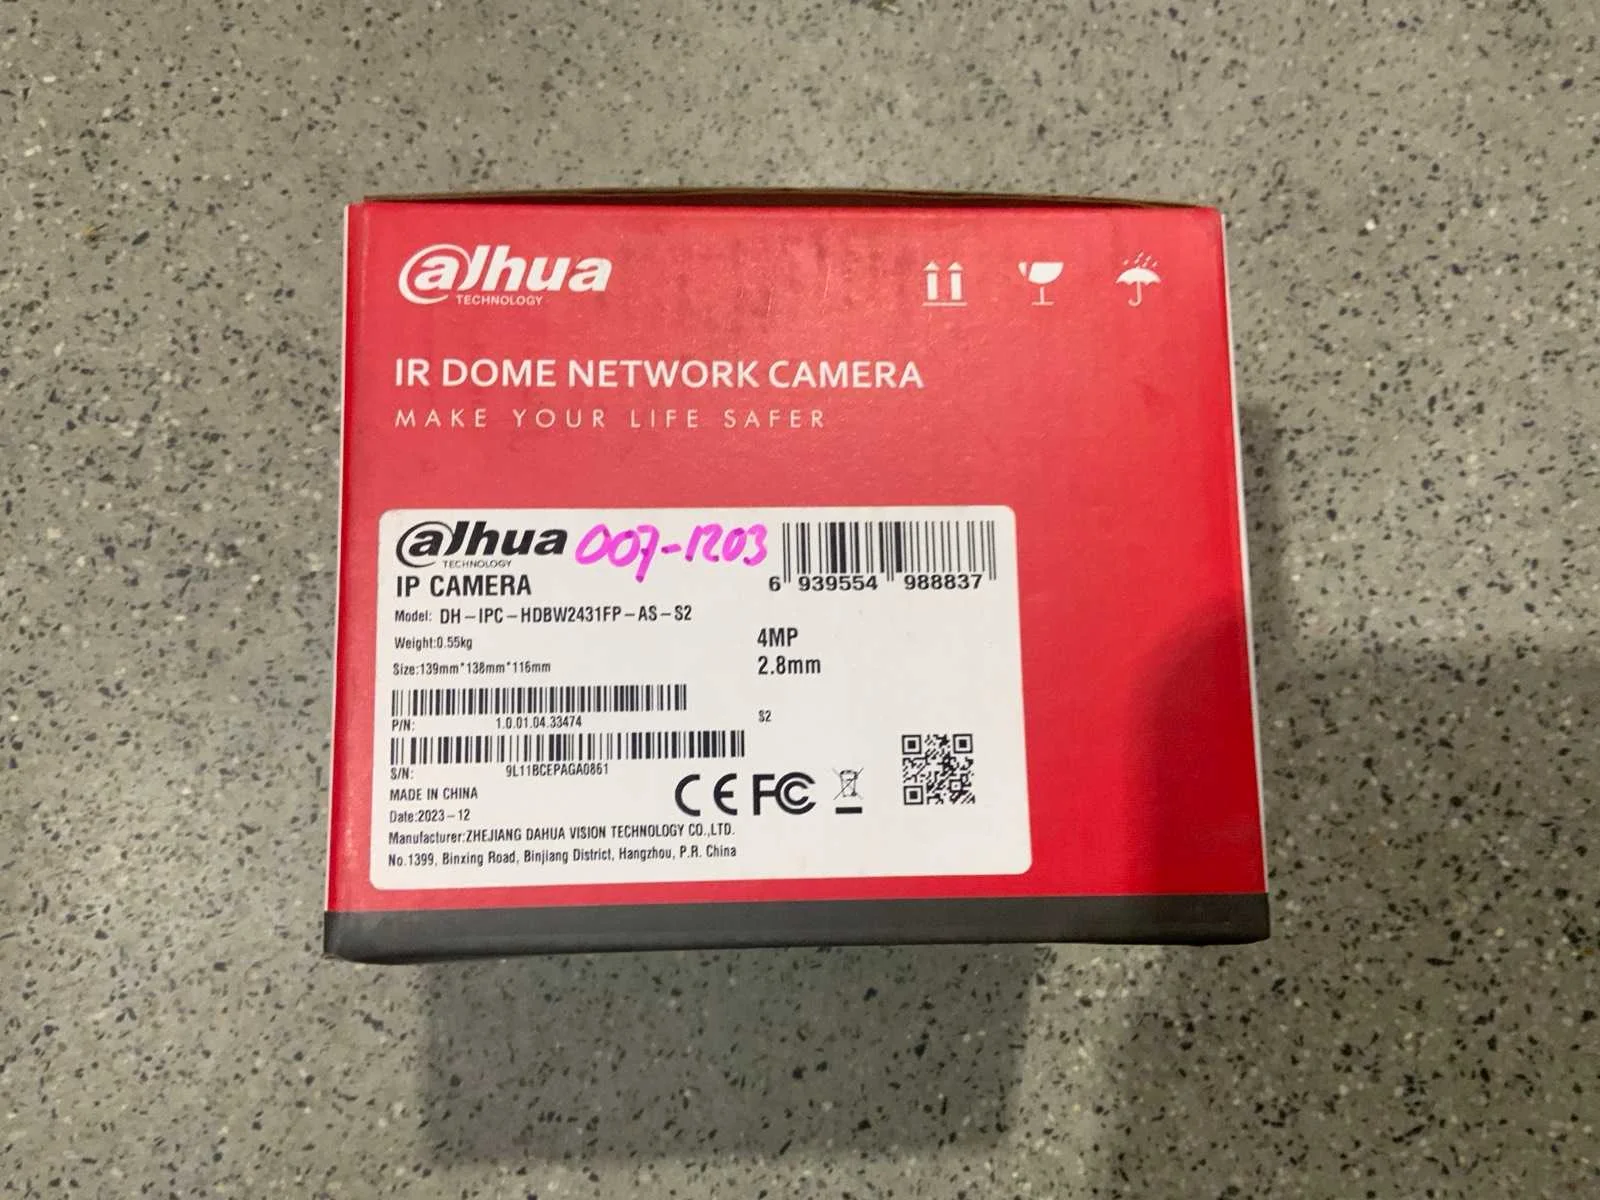 alhua
TECHNOLOGY
IR DOME NETWORK CAMERA
MAKE YOUR LIFE SAFER
alhua 007-1203
TECHNOLOGY
6 939554 988837
IP CAMERA
Model: DH-IPC-HDBW2431FP-AS-S2
Weight:0.55kg
4MP
Size:139mm*138mm*116mm
2.8mm
P/N: 1.0.01.04.33474
S2
S/N: 9L11BCEPAGA0861
MADE IN CHINA
CE FC
Date:2023-12
Manufacturer:ZHEJIANG DAHUA VISION TECHNOLOGY CO.,LTD.
No.1399, Binxing Road, Binjiang District, Hangzhou, P.R. China